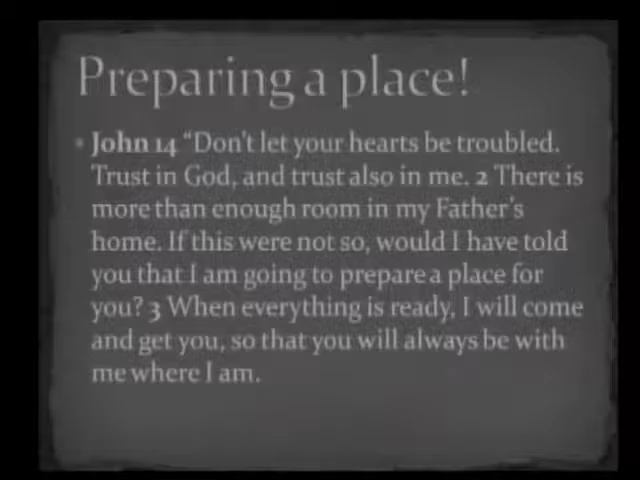 Preparing a place!
• John 14 “Don't let your hearts be troubled.
Trust in God, and trust also in me. 2 There is
more than enough room in my Father's
home. If this were not so, would I have told
you that I am going to prepare a place for
you? 3 When everything is ready, I will come
and get you, so that you will always be with
me where I am.